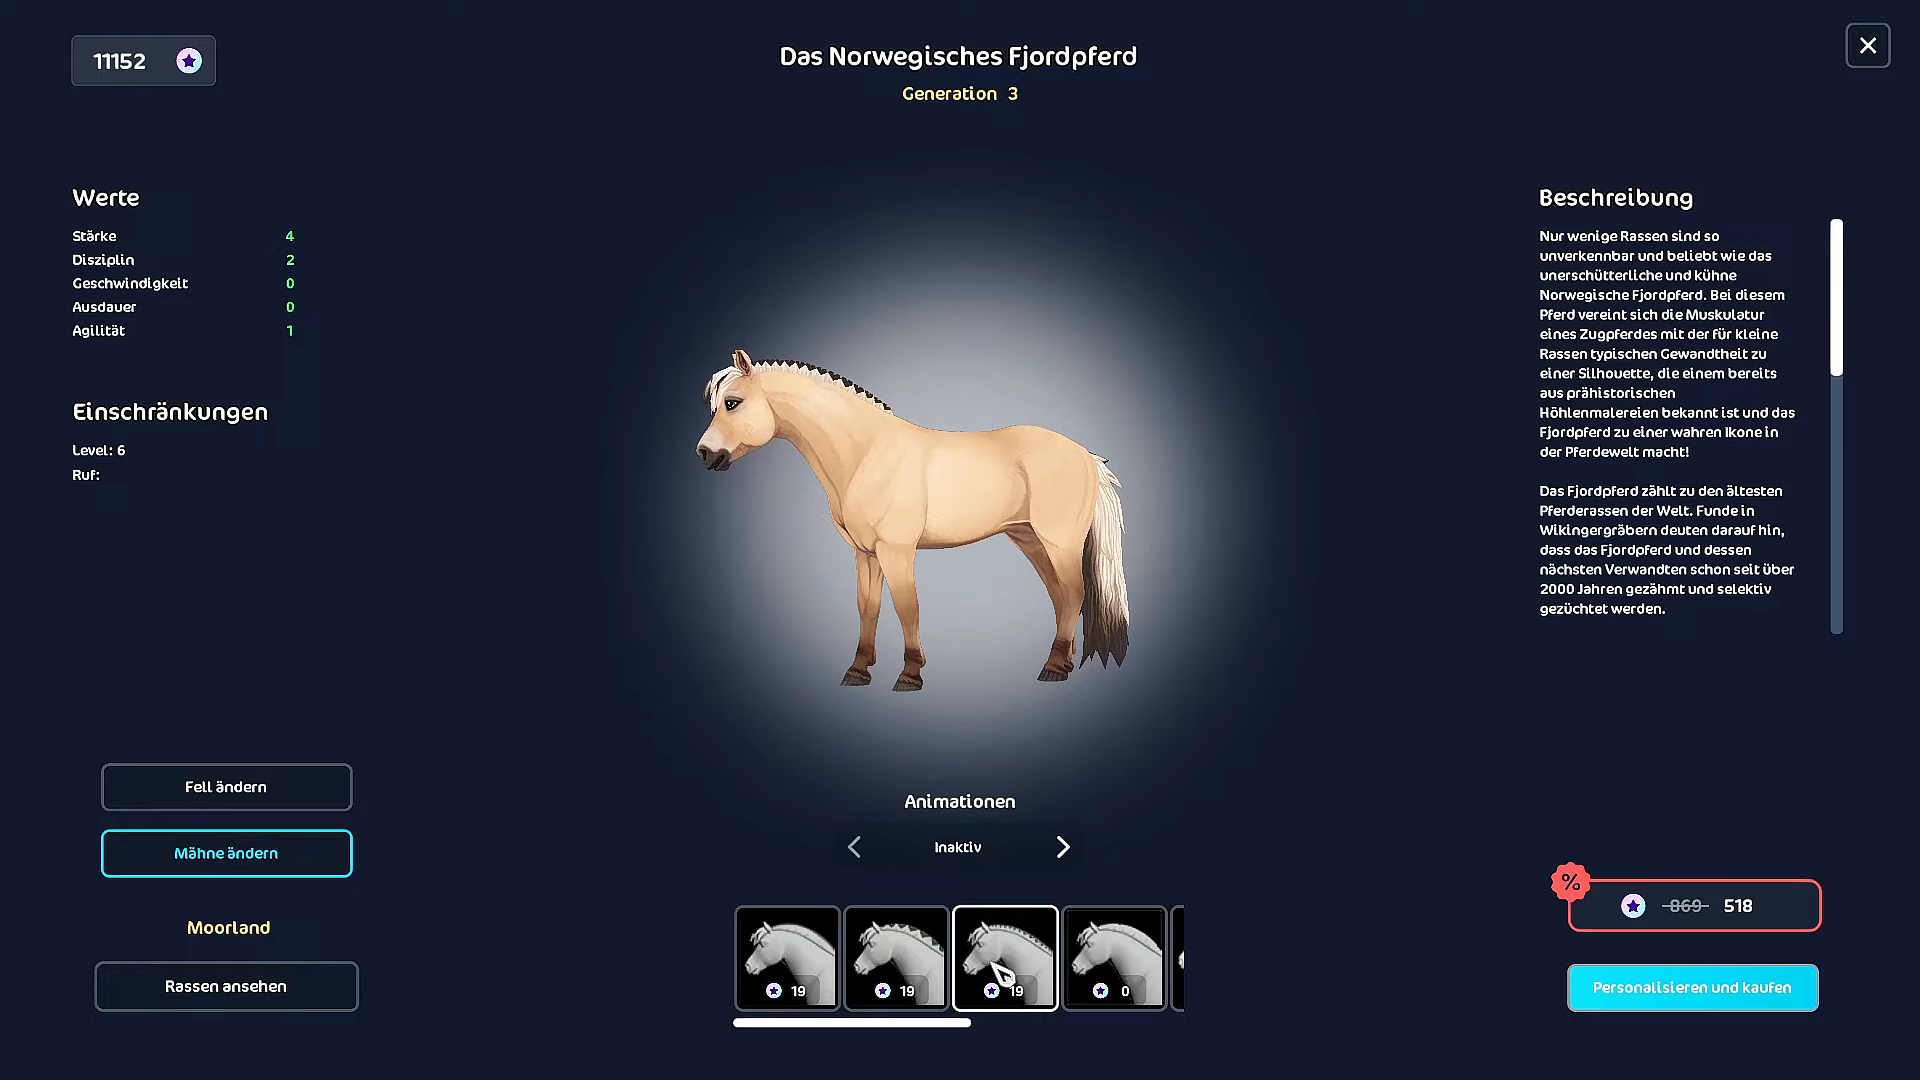 11152
Das Norwegisches Fjordpferd
Generation 3
Werte
Stärke 4
Disziplin 2
Geschwindigkeit 0
Ausdauer 0
Agilität 1
Einschränkungen
Level: 6
Ruf:
Beschreibung
Nur wenige Rassen sind so
unverkennbar und beliebt wie das
unerschütterliche und kühne
Norwegische Fjordpferd. Bei diesem
Pferd vereint sich die Muskulatur
eines Zugpferdes mit der für kleine
Rassen typischen Gewandtheit zu
einer Silhouette, die einem bereits
aus prähistorischen
Höhlenmalereien bekannt ist und das
Fjordpferd zu einer wahren Ikone in
der Pferdewelt macht!
Das Fjordpferd zählt zu den ältesten
Pferderassen der Welt. Funde in
Wikingergräbern deuten darauf hin,
dass das Fjordpferd und dessen
nächsten Verwandten schon seit über
2000 Jahren gezähmt und selektiv
gezüchtet werden.
Fell ändern
Mähne ändern
Moorland
Rassen ansehen
Animationen
Inaktiv
19
19
19
0
%
869 518
Personalisieren und kaufen